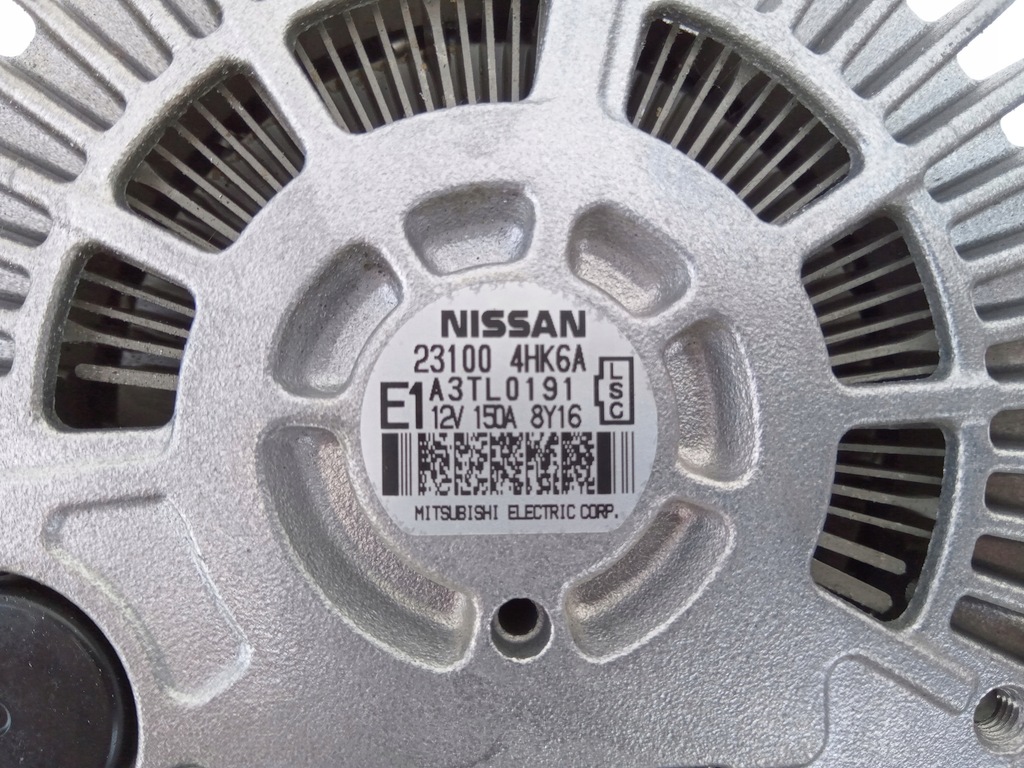 NISSAN
23100 4HK6A
E1 A3TL0191
12V 150A 8Y16
LSC
MITSUBISHI ELECTRIC CORP.